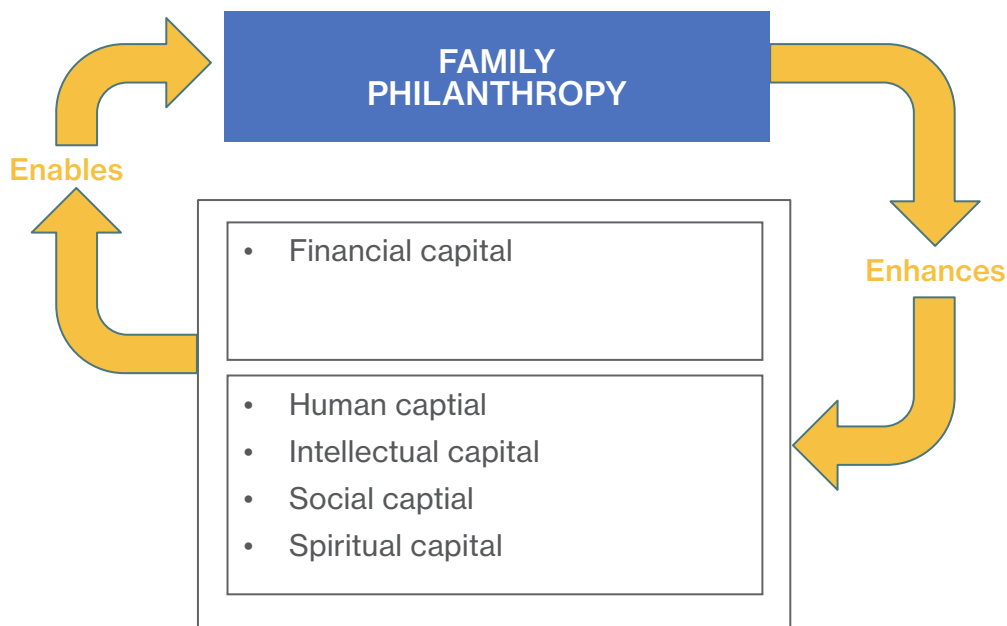 FAMILY
PHILANTHROPY
Enables
Enhances
• Financial capital
• Human captial
• Intellectual capital
• Social captial
• Spiritual capital